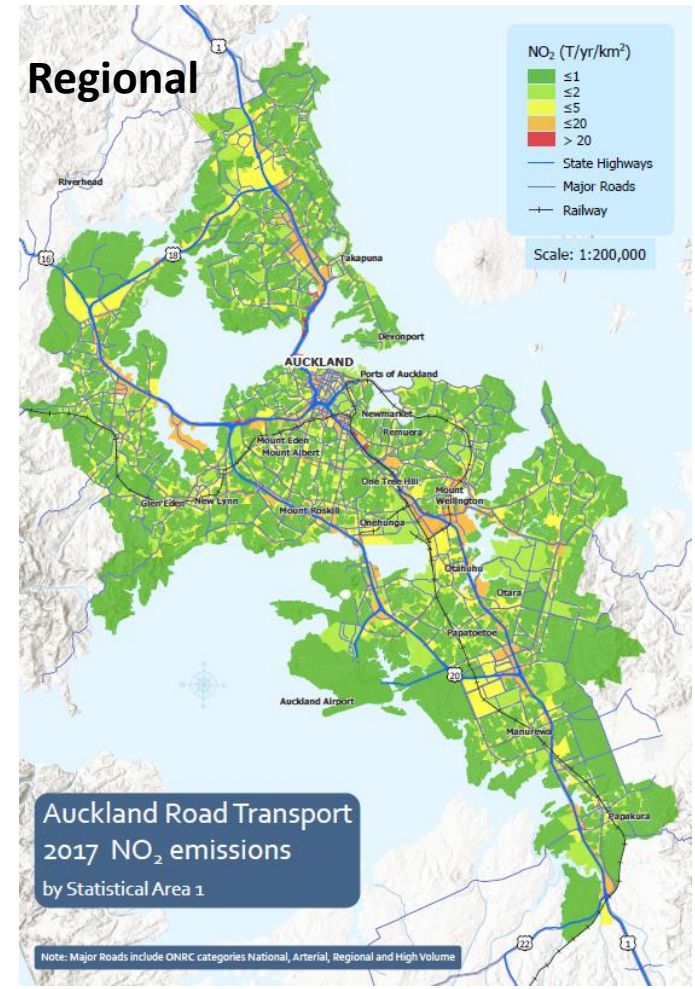 Regional
NO₂ (T/yr/km²)
≤1
≤2
≤5
≤20
> 20
State Highways
Major Roads
Railway
Scale: 1:200,000
1
Riverhead
16
18
Takapuna
Devonport
AUCKLAND
Ports of Auckland
Newmarket
Remuera
Mount Eden
Mount Albert
One Tree Hill
Mount
Wellington
Glen Eden
New Lynn
Mount Roskill
Onehunga
Otahuhu
Otara
Papatoetoe
20
Auckland Airport
Manurewa
Papakura
22
1
Auckland Road Transport
2017 NO₂ emissions
by Statistical Area 1
Note: Major Roads include ONRC categories National, Arterial, Regional and High Volume